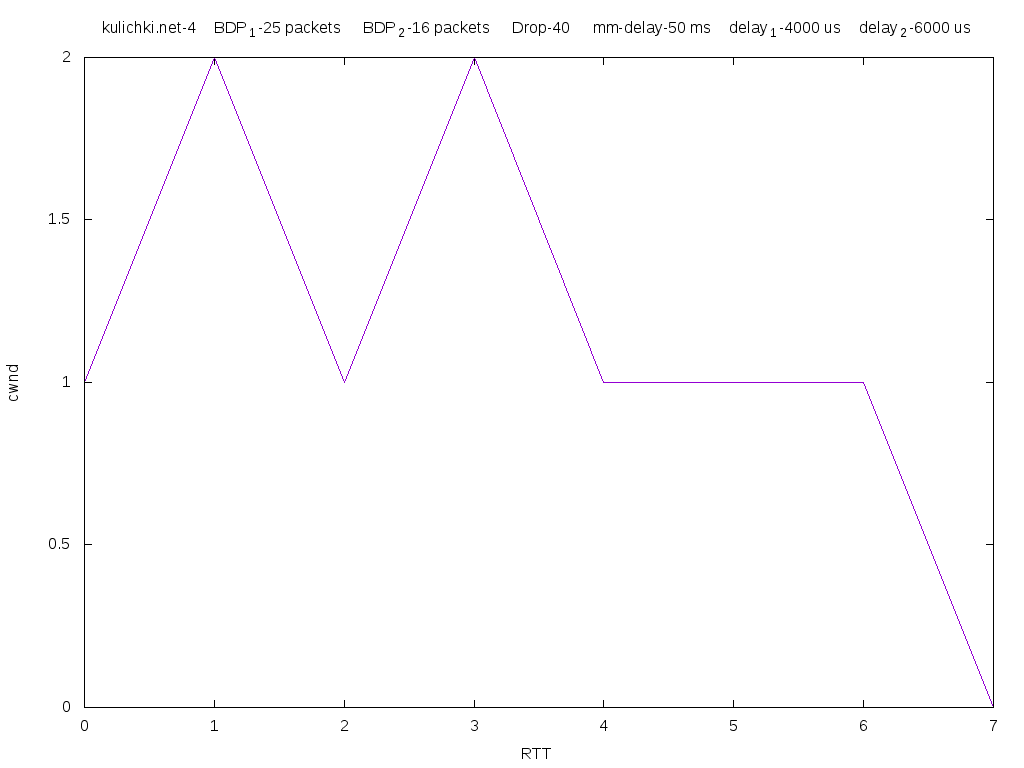 kulichki.net-4 BDP1-25 packets BDP2-16 packets Drop-40 mm-delay-50 ms delay1-4000 us delay2-6000 us
2
1.5
1
0.5
0
cwnd
0 1 2 3 4 5 6 7
RTT